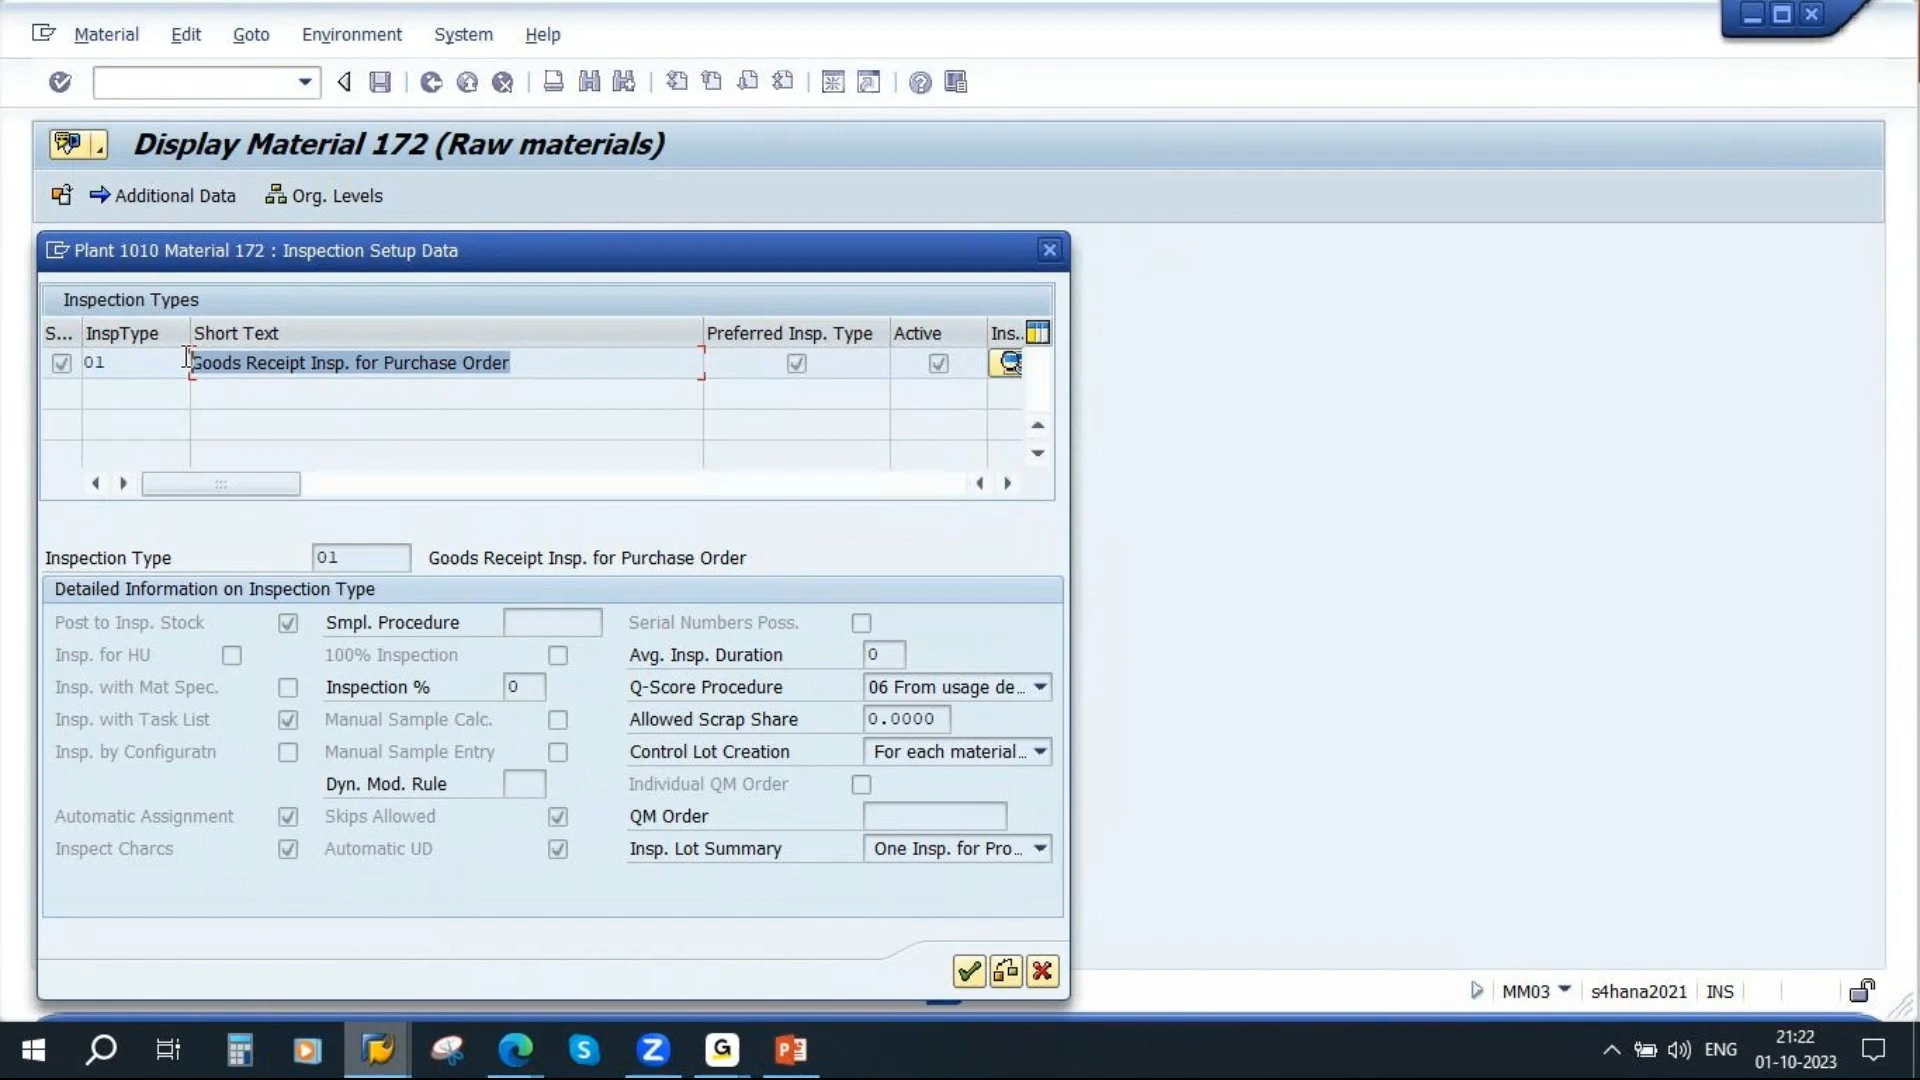 Material Edit Goto Environment System Help
Display Material 172 (Raw materials)
Additional Data Org. Levels
Plant 1010 Material 172 : Inspection Setup Data
Inspection Types
S... InspType Short Text Preferred Insp. Type Active Ins..
01 Goods Receipt Insp. for Purchase Order
Inspection Type 01 Goods Receipt Insp. for Purchase Order
Detailed Information on Inspection Type
Post to Insp. Stock Smpl. Procedure Serial Numbers Poss.
Insp. for HU 100% Inspection Avg. Insp. Duration 0
Insp. with Mat Spec. Inspection % 0 Q-Score Procedure 06 From usage de...
Insp. with Task List Manual Sample Calc. Allowed Scrap Share 0.0000
Insp. by Configuratn Manual Sample Entry Control Lot Creation For each material...
Dyn. Mod. Rule Individual QM Order
Automatic Assignment Skips Allowed QM Order
Inspect Charcs Automatic UD Insp. Lot Summary One Insp. for Pro...
MM03 s4hana2021 INS
ENG 21:22
01-10-2023